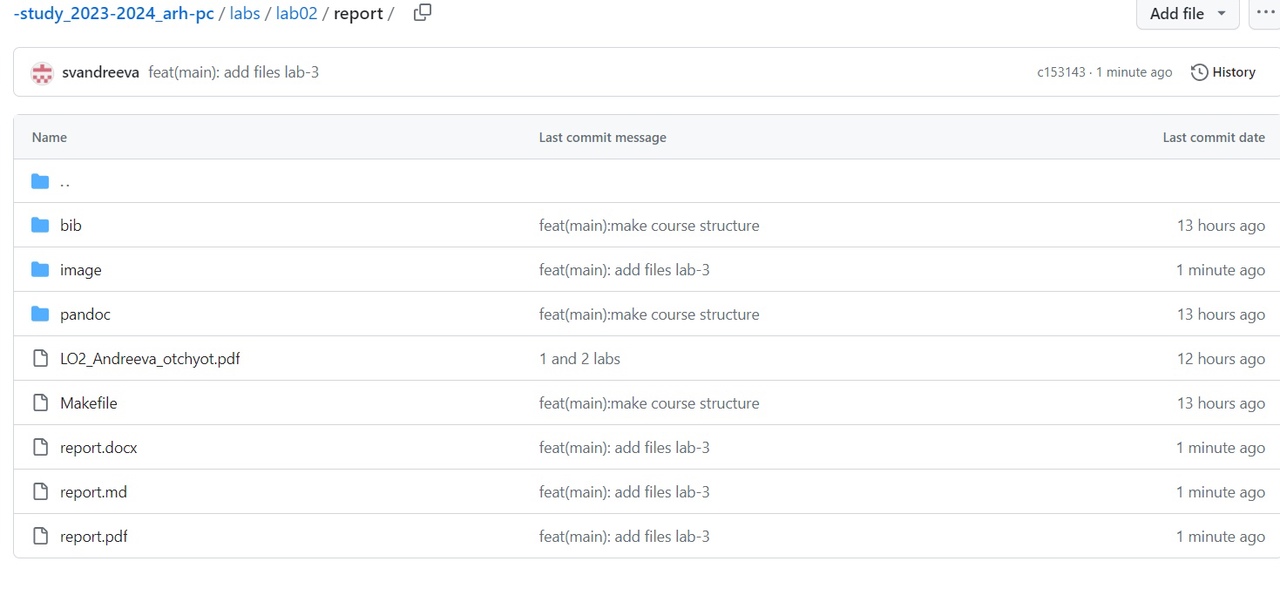 -study_2023-2024_arh-pc / labs / lab02 / report /
Add file
svandreeva feat(main): add files lab-3
c153143 · 1 minute ago History
Name Last commit message Last commit date
..
bib feat(main):make course structure 13 hours ago
image feat(main): add files lab-3 1 minute ago
pandoc feat(main):make course structure 13 hours ago
LO2_Andreeva_otchyot.pdf 1 and 2 labs 12 hours ago
Makefile feat(main):make course structure 13 hours ago
report.docx feat(main): add files lab-3 1 minute ago
report.md feat(main): add files lab-3 1 minute ago
report.pdf feat(main): add files lab-3 1 minute ago